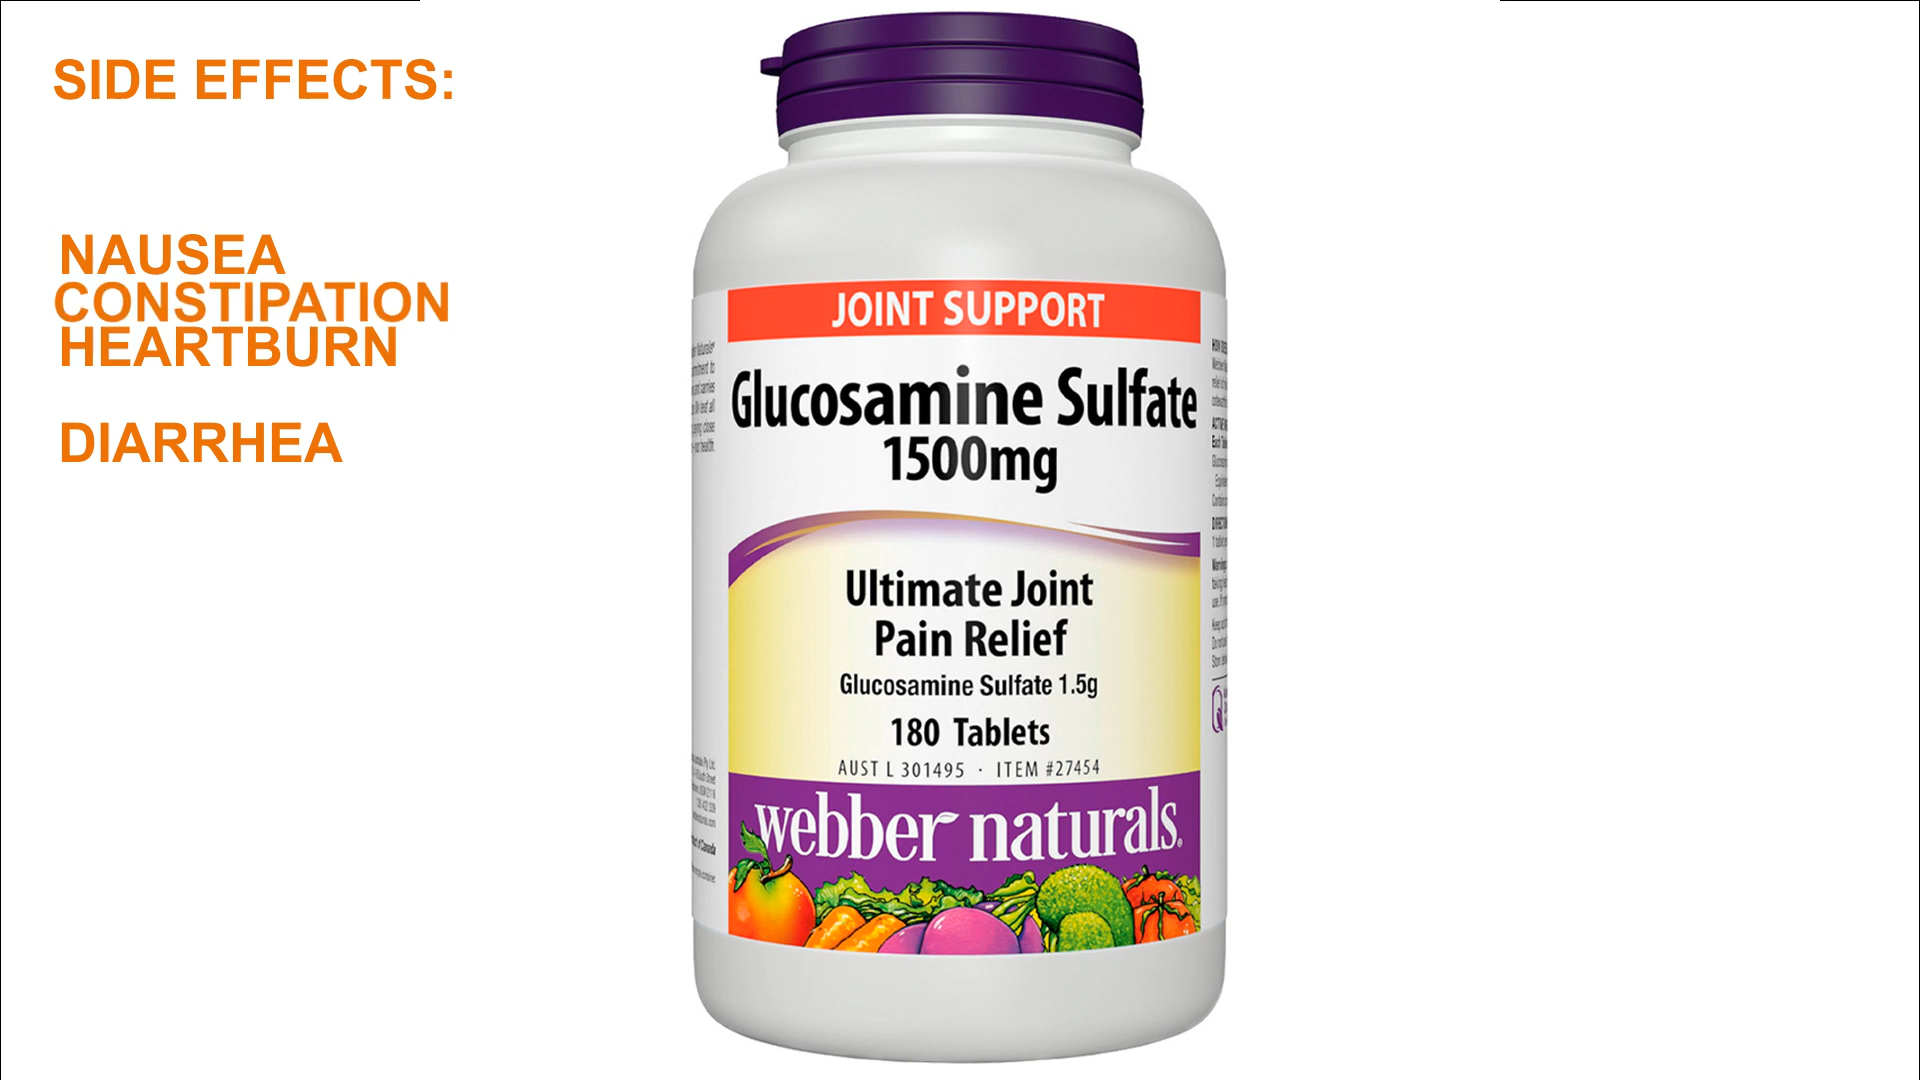 SIDE EFFECTS:
NAUSEA
CONSTIPATION
HEARTBURN
DIARRHEA
JOINT SUPPORT
Glucosamine Sulfate
1500mg
Ultimate Joint
Pain Relief
Glucosamine Sulfate 1.5g
180 Tablets
AUST L 301495 · ITEM #27454
webber naturals®